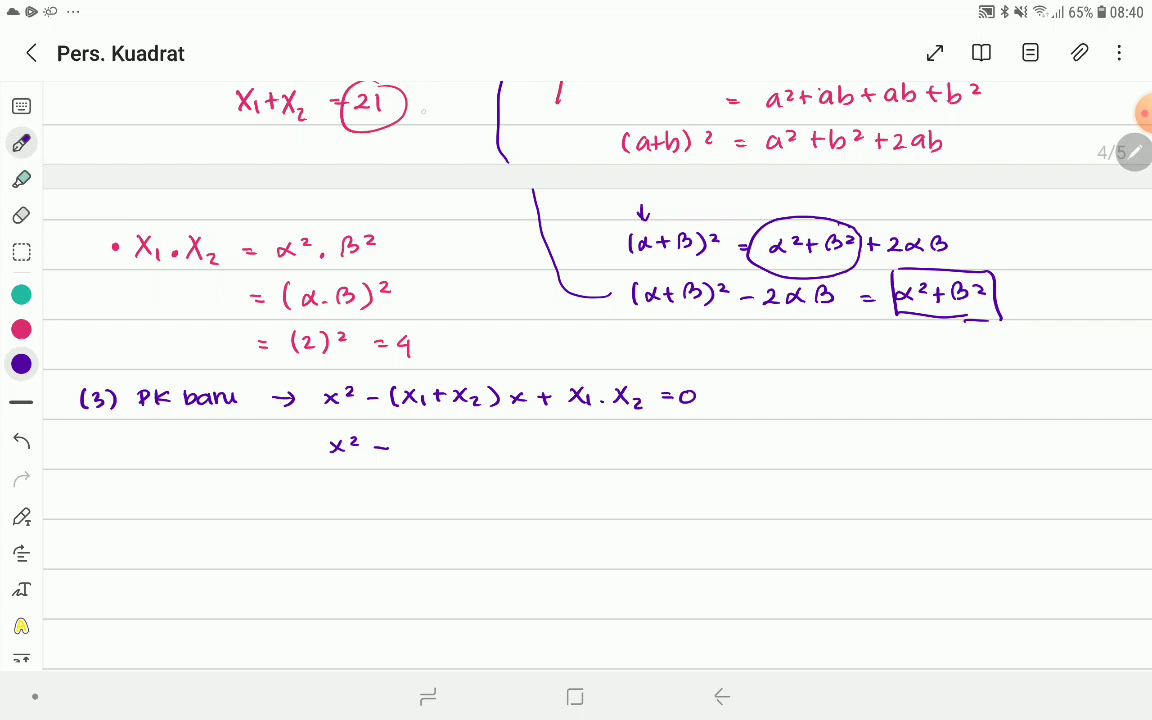 65% 08:40
Pers. Kuadrat
x₁+x₂ = 21
= a²+ab+ab+b²
(a+b)² = a²+b²+2ab
4/5
(α+β)² = α²+β²+2αβ
• x₁.x₂ = α².β²
(α+β)²-2αβ = α²+β²
= (α.β)²
= (2)² = 4
(3) PK baru → x²-(x₁+x₂)x + x₁.x₂ = 0
x² -